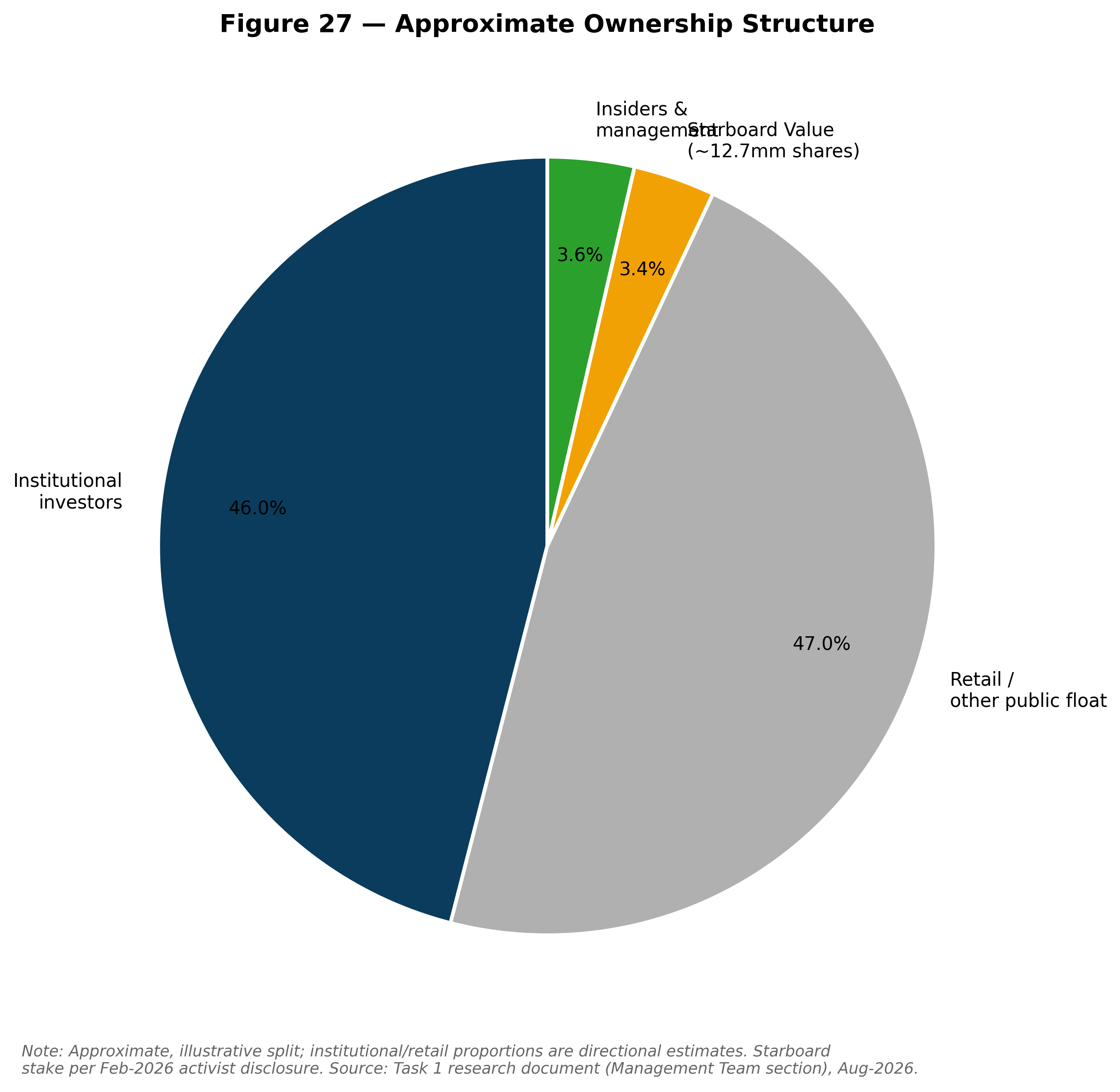 Figure 27 — Approximate Ownership Structure
Insiders &
management
Starboard Value
(~12.7mm shares)
3.6%
3.4%
Institutional
investors
46.0%
47.0%
Retail /
other public float
Note: Approximate, illustrative split; institutional/retail proportions are directional estimates. Starboard
stake per Feb-2026 activist disclosure. Source: Task 1 research document (Management Team section), Aug-2026.